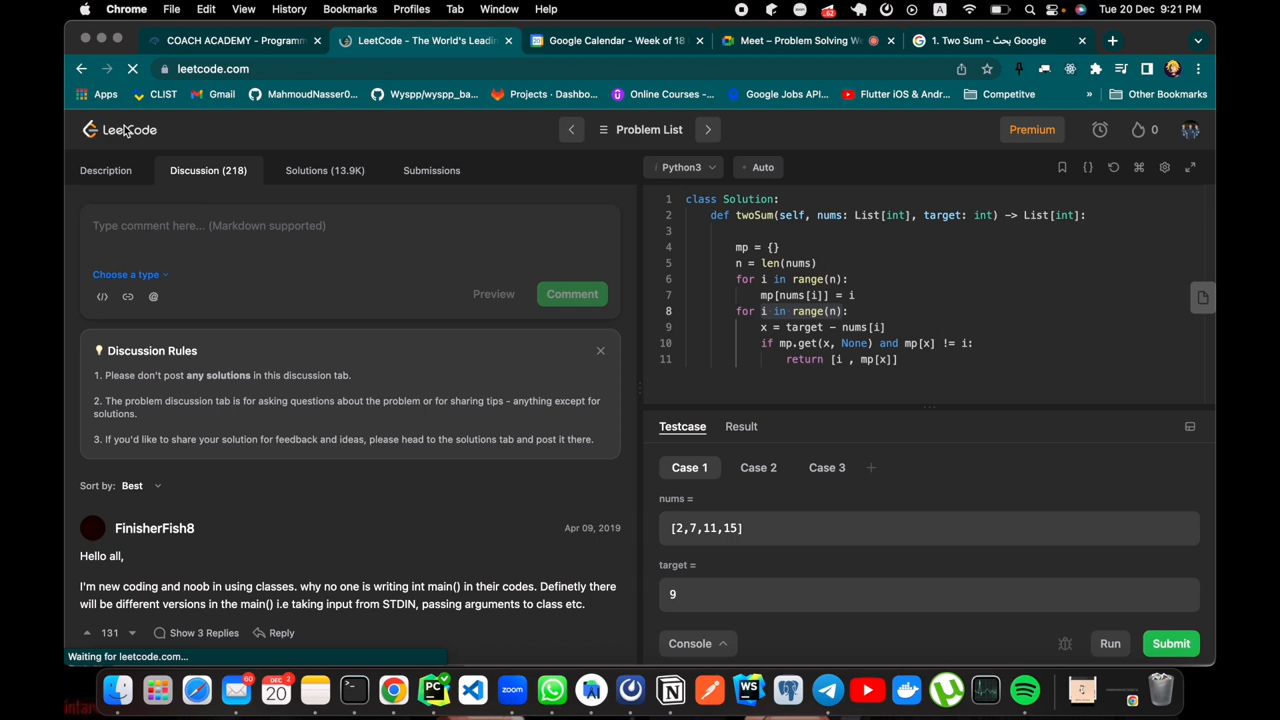 Chrome File Edit View History Bookmarks Profiles Tab Window Help 62 A Tue 20 Dec 9:21 PM
COACH ACADEMY - Programm LeetCode - The World's Leadin Google Calendar - Week of 18 Meet – Problem Solving We 1. Two Sum - بحث Google
leetcode.com
Apps CLIST Gmail MahmoudNasser0... Wyspp/wyspp_ba... Projects · Dashbo... Online Courses -... Google Jobs API... Flutter iOS & Andr... Competitve » Other Bookmarks
LeetCode Problem List Premium 0
Description Discussion (218) Solutions (13.9K) Submissions
Type comment here... (Markdown supported)
Choose a type
Preview Comment
Discussion Rules
1. Please don't post any solutions in this discussion tab.
2. The problem discussion tab is for asking questions about the problem or for sharing tips - anything except for
solutions.
3. If you'd like to share your solution for feedback and ideas, please head to the solutions tab and post it there.
Sort by: Best
FinisherFish8 Apr 09, 2019
Hello all,
I'm new coding and noob in using classes. why no one is writing int main() in their codes. Definetly there
will be different versions in the main() i.e taking input from STDIN, passing arguments to class etc.
131 Show 3 Replies Reply
Waiting for leetcode.com...
i Python3 Auto
1 class Solution:
2 def twoSum(self, nums: List[int], target: int) -> List[int]:
3
4 mp = {}
5 n = len(nums)
6 for i in range(n):
7 mp[nums[i]] = i
8 for i in range(n):
9 x = target - nums[i]
10 if mp.get(x, None) and mp[x] != i:
11 return [i , mp[x]]
Testcase Result
Case 1 Case 2 Case 3 +
nums =
[2,7,11,15]
target =
9
Console Run Submit
60 DEC 2 20 PC zoom WS